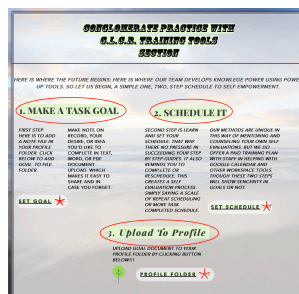 CONGLOMERATE PRACTICE WITH
C.L.C.R. TRAINING TOOLS
SECTION
HERE IS WHERE THE FUTURE BEGINS: HERE IS WHERE OUR TEAM DEVELOPS KNOWLEGE POWER USING POWE
UP TOOLS. SO LET US BEGIN, A SIMPLE ONE, TWO, STEP SCHEDULE TO SELF EMPOWERMENT.
1. MAKE A TASK GOAL
FIRST STEP
HERE IS TO ADD
A NOTE FILE IN
YOUR PROFILE
FOLDER. CLICK
BELOW TO ADD
GOAL TO FILE
FOLDER.
MAKE NOTE ON
RECORD, YOUR
DESIRE, OR IDEA
YOU'D LIKE TO
COMPLETE IN TEXT,
WORD, OR PDF
DOCUMENT
UPLOAD. WHICH
MAKES IT EASY TO
SHARE AND IN
CASE YOU FORGET.
SET GOAL
2. SCHEDULE IT
SECOND STEP IS LEARN
AND SET YOUR
SCHEDULE. THAT WAY
THERE NO PRESSURE IN
SUCCEEDING YOUR STEP
BY STEP GUIDES. IT ALSO
REMINDS YOU TO
COMPLETE OR
RESCHEDULE. THIS
CREATES A SELF
EVALUATION PROCESS.
SIMPLY SAYING A SCALE
OF REPEAT SCHEDULING
OR MORE TASK
COMPLETED SCHEDULE.
OUR METHODS ARE UNIQUE IN
THIS WAY OF MENTORING AND
COUNSELING YOUR OWN SELF
EVALUATIONS. BUT WE DO
OFFER A PAID TRAINING PLAN
WITH STAFF IN HELPING WITH
GOOGLE CALENDAR AND
OTHER WORKPLACE TOOLS.
THOUGH THESE TWO STEPS
WILL SHOW SINCERITY IN
GOALS OR NOT.
SET SCHEDULE
3. Upload To Profile
UPLOAD GOAL DOCUMENT TO YOUR
PROFILE FOLDER BY CLICKING BUTTON
BELOW!!!
PROFILE FOLDER